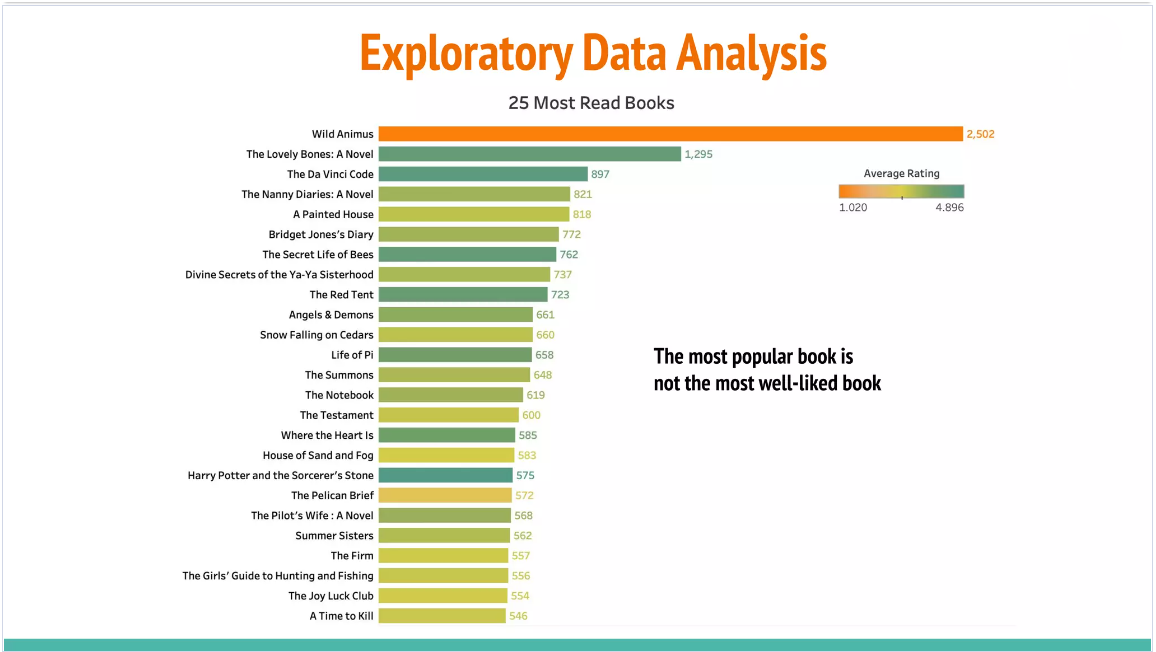 Exploratory Data Analysis
25 Most Read Books
Wild Animus 2,502
The Lovely Bones: A Novel 1,295
The Da Vinci Code 897
Average Rating
The Nanny Diaries: A Novel 821
1.020 4.896
A Painted House 818
Bridget Jones's Diary 772
The Secret Life of Bees 762
Divine Secrets of the Ya-Ya Sisterhood 737
The Red Tent 723
Angels & Demons 661
Snow Falling on Cedars 660
Life of Pi 658
The most popular book is
not the most well-liked book
The Summons 648
The Notebook 619
The Testament 600
Where the Heart Is 585
House of Sand and Fog 583
Harry Potter and the Sorcerer's Stone 575
The Pelican Brief 572
The Pilot's Wife : A Novel 568
Summer Sisters 562
The Firm 557
The Girls' Guide to Hunting and Fishing 556
The Joy Luck Club 554
A Time to Kill 546